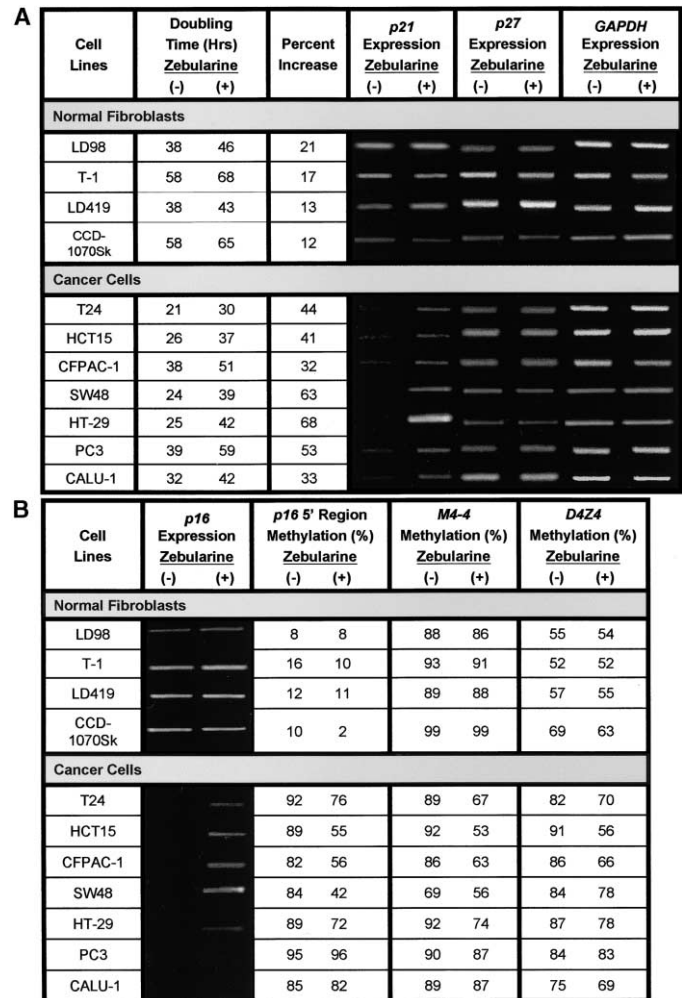 A
Cell Lines Doubling Time (Hrs) Zebularine (-) (+) Percent Increase p21 Expression Zebularine (-) (+) p27 Expression Zebularine (-) (+) GAPDH Expression Zebularine (-) (+)
Normal Fibroblasts
LD98 38 46 21
T-1 58 68 17
LD419 38 43 13
CCD-1070Sk 58 65 12
Cancer Cells
T24 21 30 44
HCT15 26 37 41
CFPAC-1 38 51 32
SW48 24 39 63
HT-29 25 42 68
PC3 39 59 53
CALU-1 32 42 33
B
Cell Lines p16 Expression Zebularine (-) (+) p16 5' Region Methylation (%) Zebularine (-) (+) M4-4 Methylation (%) Zebularine (-) (+) D4Z4 Methylation (%) Zebularine (-) (+)
Normal Fibroblasts
LD98 8 8 88 86 55 54
T-1 16 10 93 91 52 52
LD419 12 11 89 88 57 55
CCD-1070Sk 10 2 99 99 69 63
Cancer Cells
T24 92 76 89 67 82 70
HCT15 89 55 92 53 91 56
CFPAC-1 82 56 86 63 86 66
SW48 84 42 69 56 84 78
HT-29 89 72 92 74 87 78
PC3 95 96 90 87 84 83
CALU-1 85 82 89 87 75 69